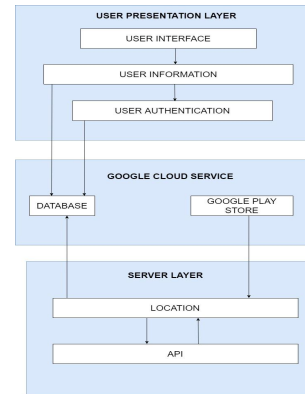 USER PRESENTATION LAYER
USER INTERFACE
USER INFORMATION
USER AUTHENTICATION
GOOGLE CLOUD SERVICE
DATABASE
GOOGLE PLAY
STORE
SERVER LAYER
LOCATION
API